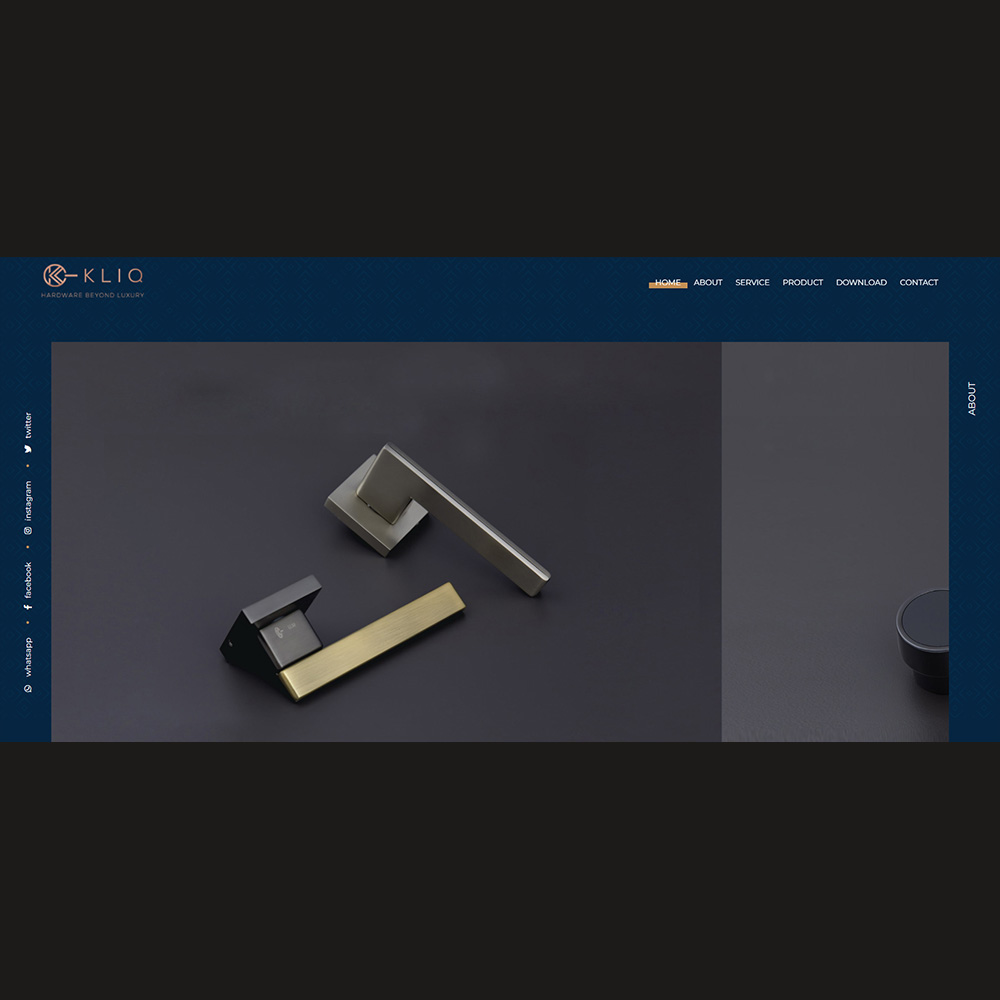 KLIQ
HARDWARE BEYOND LUXURY
HOME ABOUT SERVICE PRODUCT DOWNLOAD CONTACT
ABOUT
twitter
instagram
facebook
whatsapp